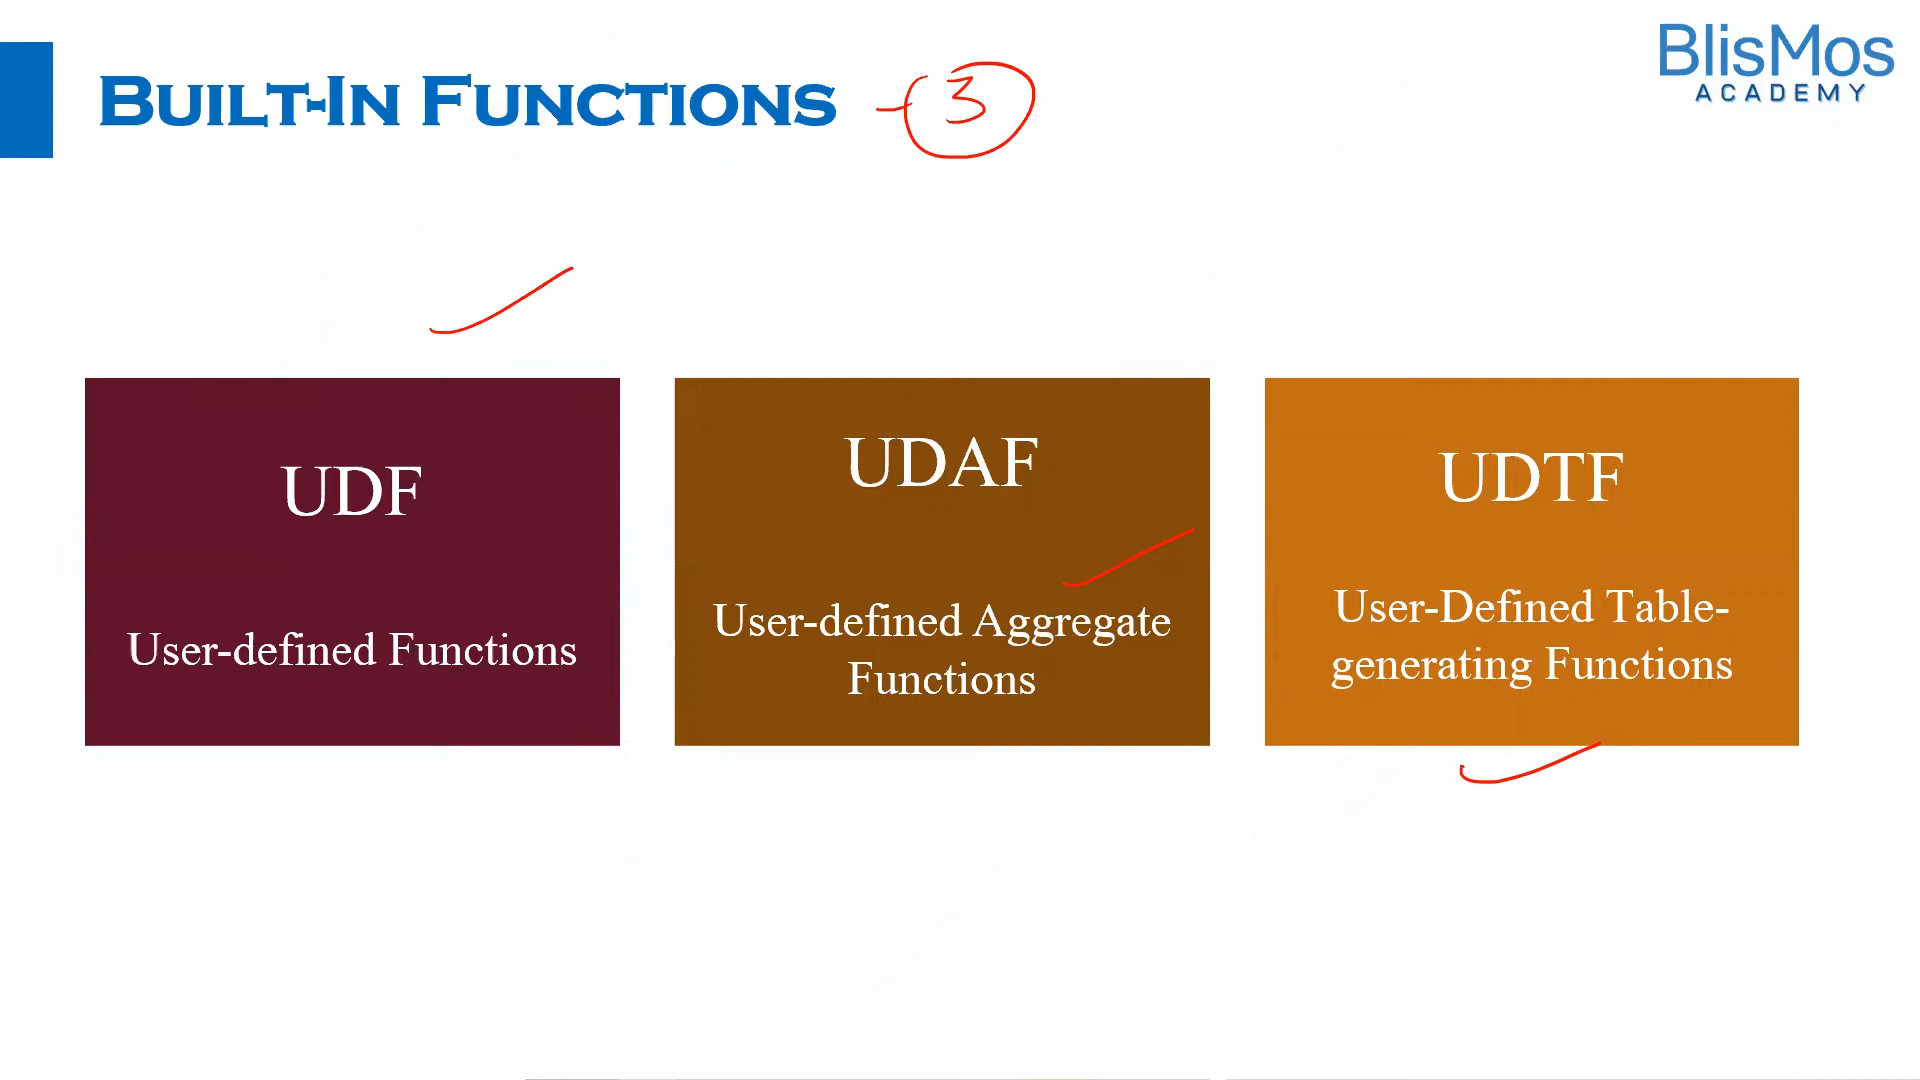 BUILT-IN FUNCTIONS - 3
BlisMos
ACADEMY
UDF
User-defined Functions
UDAF
User-defined Aggregate
Functions
UDTF
User-Defined Table-
generating Functions